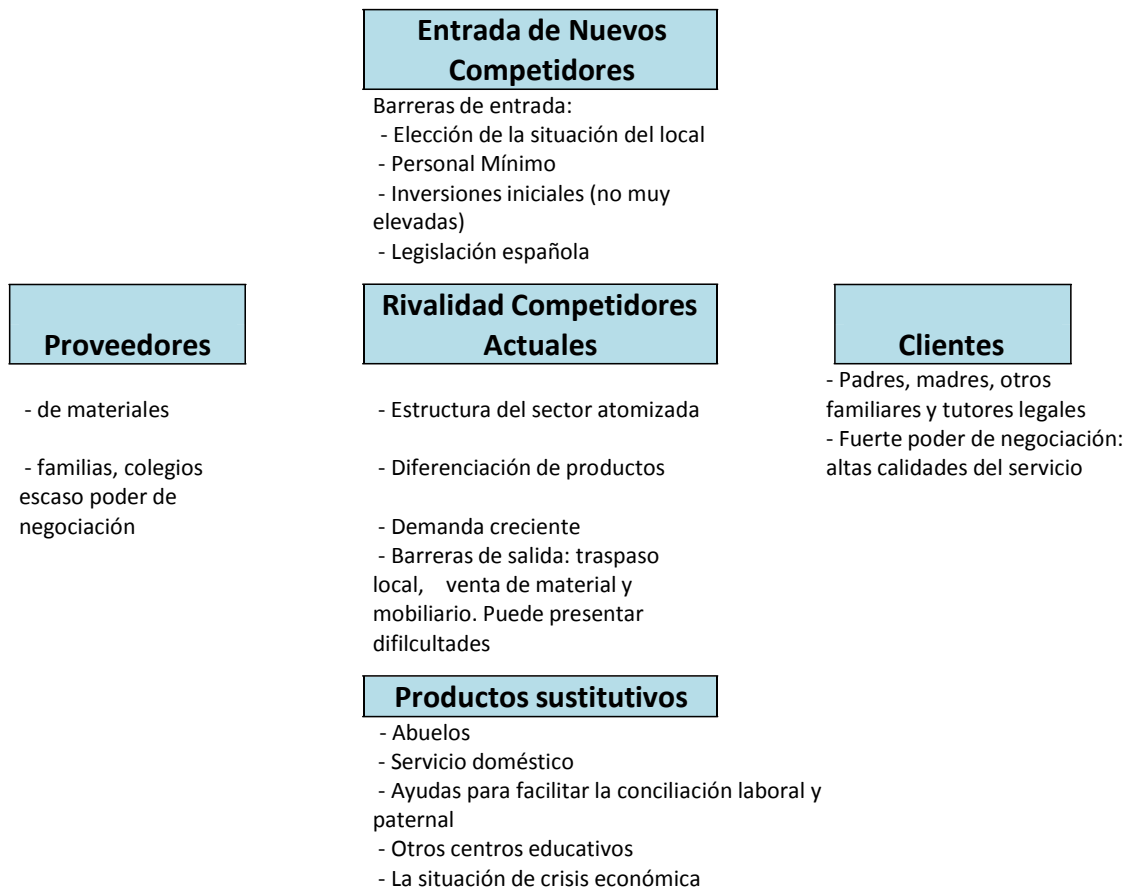 Entrada de Nuevos
Competidores
Barreras de entrada:
- Elección de la situación del local
- Personal Mínimo
- Inversiones iniciales (no muy
elevadas)
- Legislación española
Proveedores
- de materiales
- familias, colegios
escaso poder de
negociación
Rivalidad Competidores
Actuales
- Estructura del sector atomizada
- Diferenciación de productos
- Demanda creciente
- Barreras de salida: traspaso
local, venta de material y
mobiliario. Puede presentar
difilcultades
Clientes
- Padres, madres, otros
familiares y tutores legales
- Fuerte poder de negociación:
altas calidades del servicio
Productos sustitutivos
- Abuelos
- Servicio doméstico
- Ayudas para facilitar la conciliación laboral y
paternal
- Otros centros educativos
- La situación de crisis económica